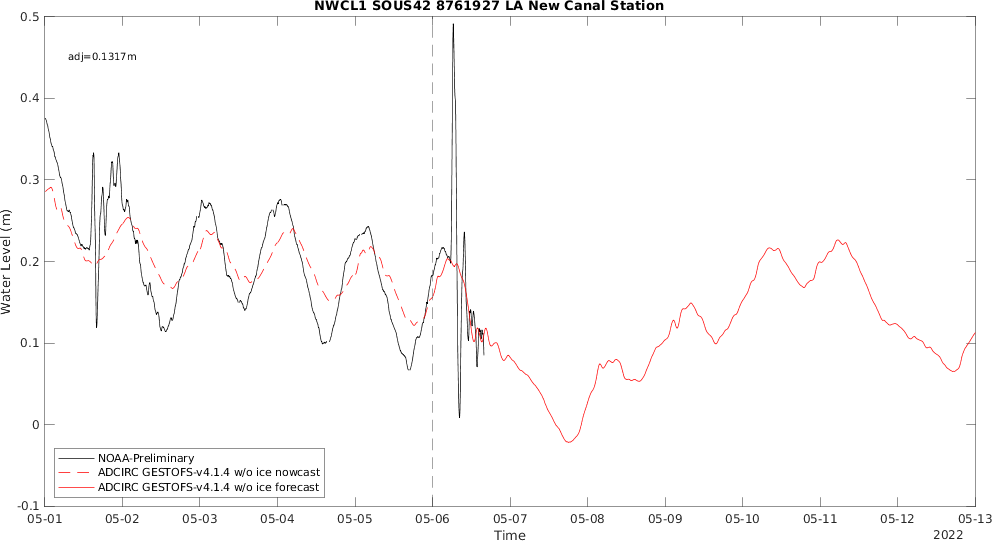 NWCL1 SOUS42 8761927 LA New Canal Station
adj=0.1317m
0.5
0.4
0.3
0.2
0.1
0
-0.1
Water Level (m)
NOAA-Preliminary
ADCIRC GESTOFS-v4.1.4 w/o ice nowcast
ADCIRC GESTOFS-v4.1.4 w/o ice forecast
05-01 05-02 05-03 05-04 05-05 05-06 05-07 05-08 05-09 05-10 05-11 05-12 05-13
Time
2022